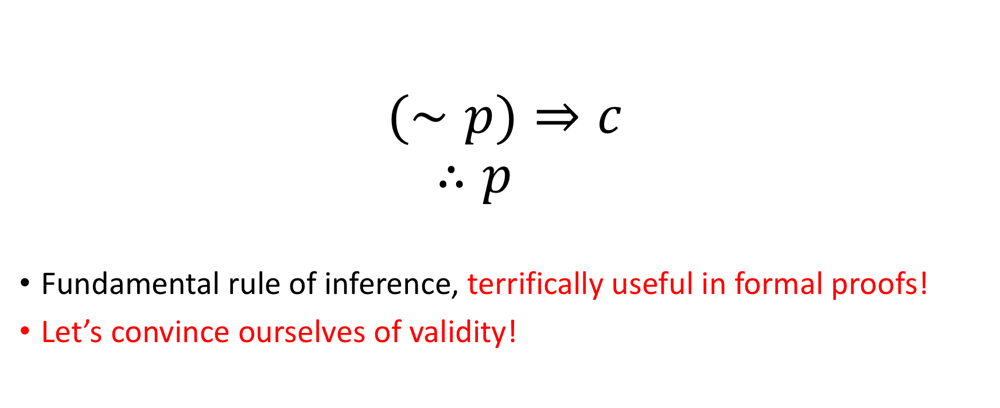 (~ p) ⇒ c
∴ p
• Fundamental rule of inference, terrifically useful in formal proofs!
• Let’s convince ourselves of validity!